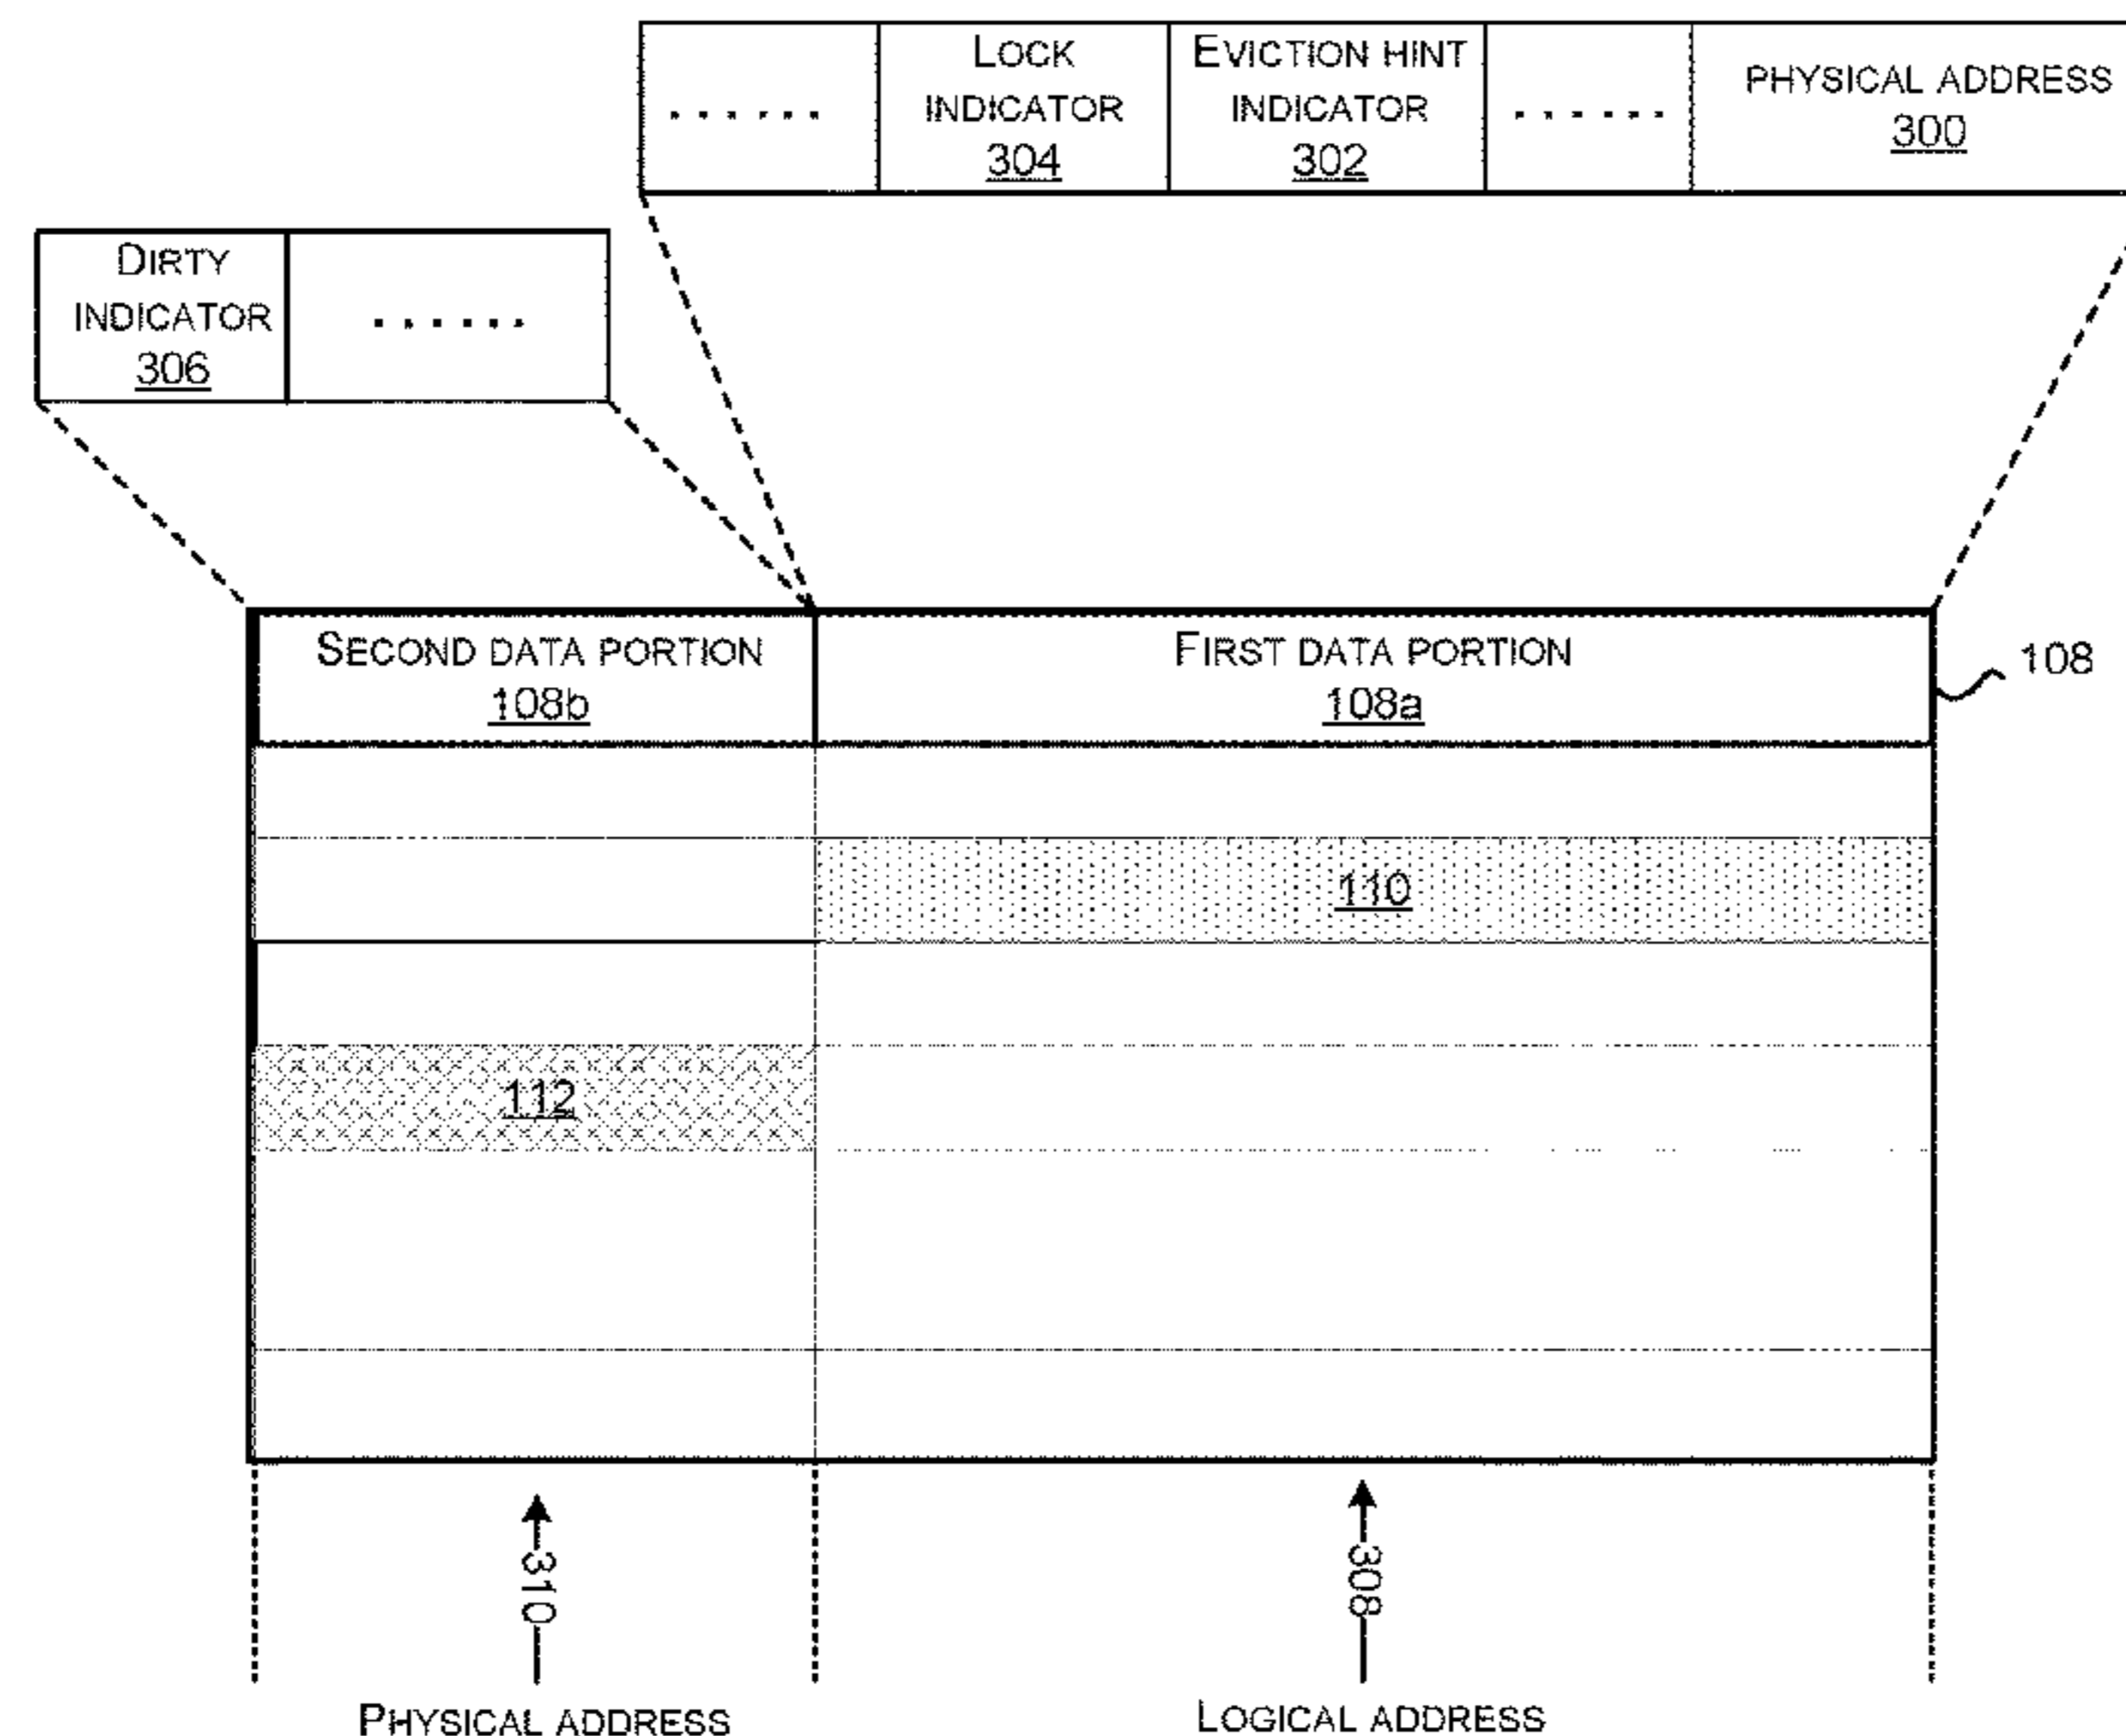 ......
LOCK
INDICATOR
304
EVICTION HINT
INDICATOR
302
......
PHYSICAL ADDRESS
300
DIRTY
INDICATOR
306
......
SECOND DATA PORTION
108b
FIRST DATA PORTION
108a
108
110
112
310
308
PHYSICAL ADDRESS
LOGICAL ADDRESS